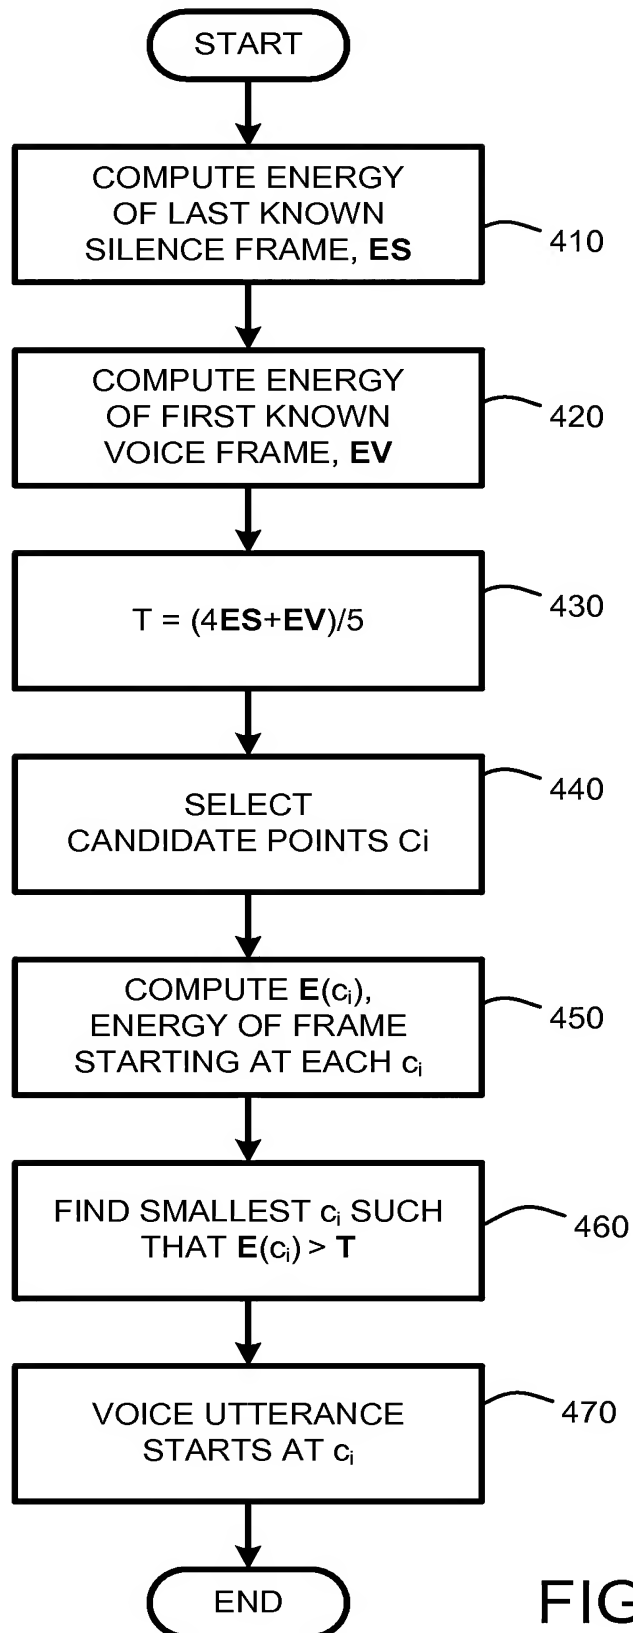 START
COMPUTE ENERGY
OF LAST KNOWN
SILENCE FRAME, ES
410
COMPUTE ENERGY
OF FIRST KNOWN
VOICE FRAME, EV
420
T = (4ES+EV)/5
430
SELECT
CANDIDATE POINTS Ci
440
COMPUTE E(cᵢ),
ENERGY OF FRAME
STARTING AT EACH cᵢ
450
FIND SMALLEST cᵢ SUCH
THAT E(cᵢ) > T
460
VOICE UTTERANCE
STARTS AT cᵢ
470
END
FIG